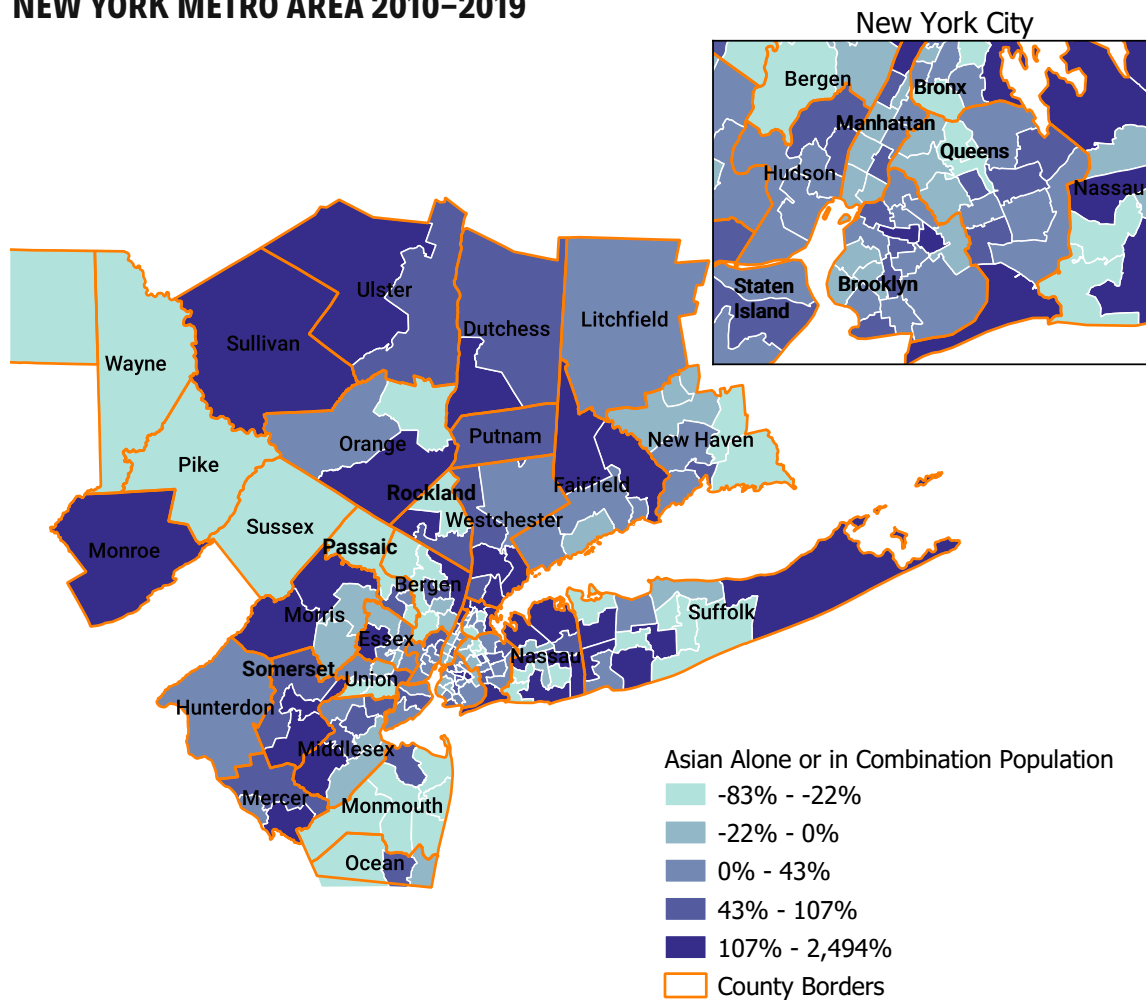 NEW YORK METRO AREA 2010–2019
New York City
Bergen
Bronx
Manhattan
Queens
Hudson
Nassau
Staten
Island
Brooklyn
Ulster
Sullivan
Dutchess
Litchfield
Wayne
Orange
Putnam
New Haven
Pike
Rockland
Fairfield
Westchester
Sussex
Passaic
Monroe
Bergen
Morris
Suffolk
Essex
Nassau
Somerset
Union
Hunterdon
Middlesex
Mercer
Monmouth
Ocean
Asian Alone or in Combination Population
-83% - -22%
-22% - 0%
0% - 43%
43% - 107%
107% - 2,494%
County Borders